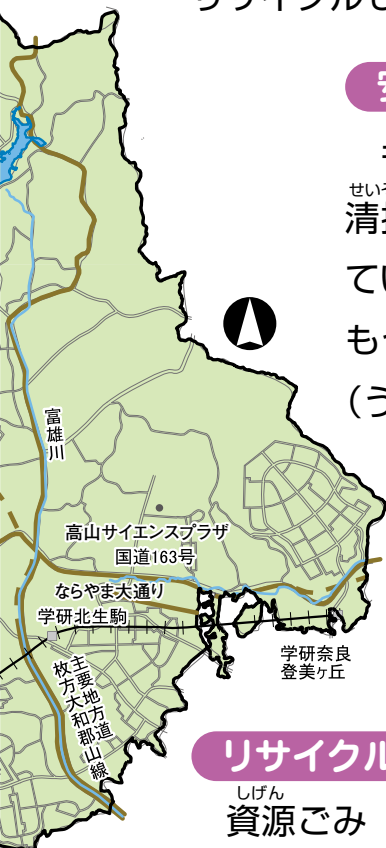 リサイクル
せいそ
清掃
てい
も
(う
富雄川
高山サイエンスプラザ
国道163号
ならやま大通り
学研北生駒
主要地方道
枚方大和郡山線
学研奈良
登美ヶ丘
リサイクル
しげん
資源ごみ